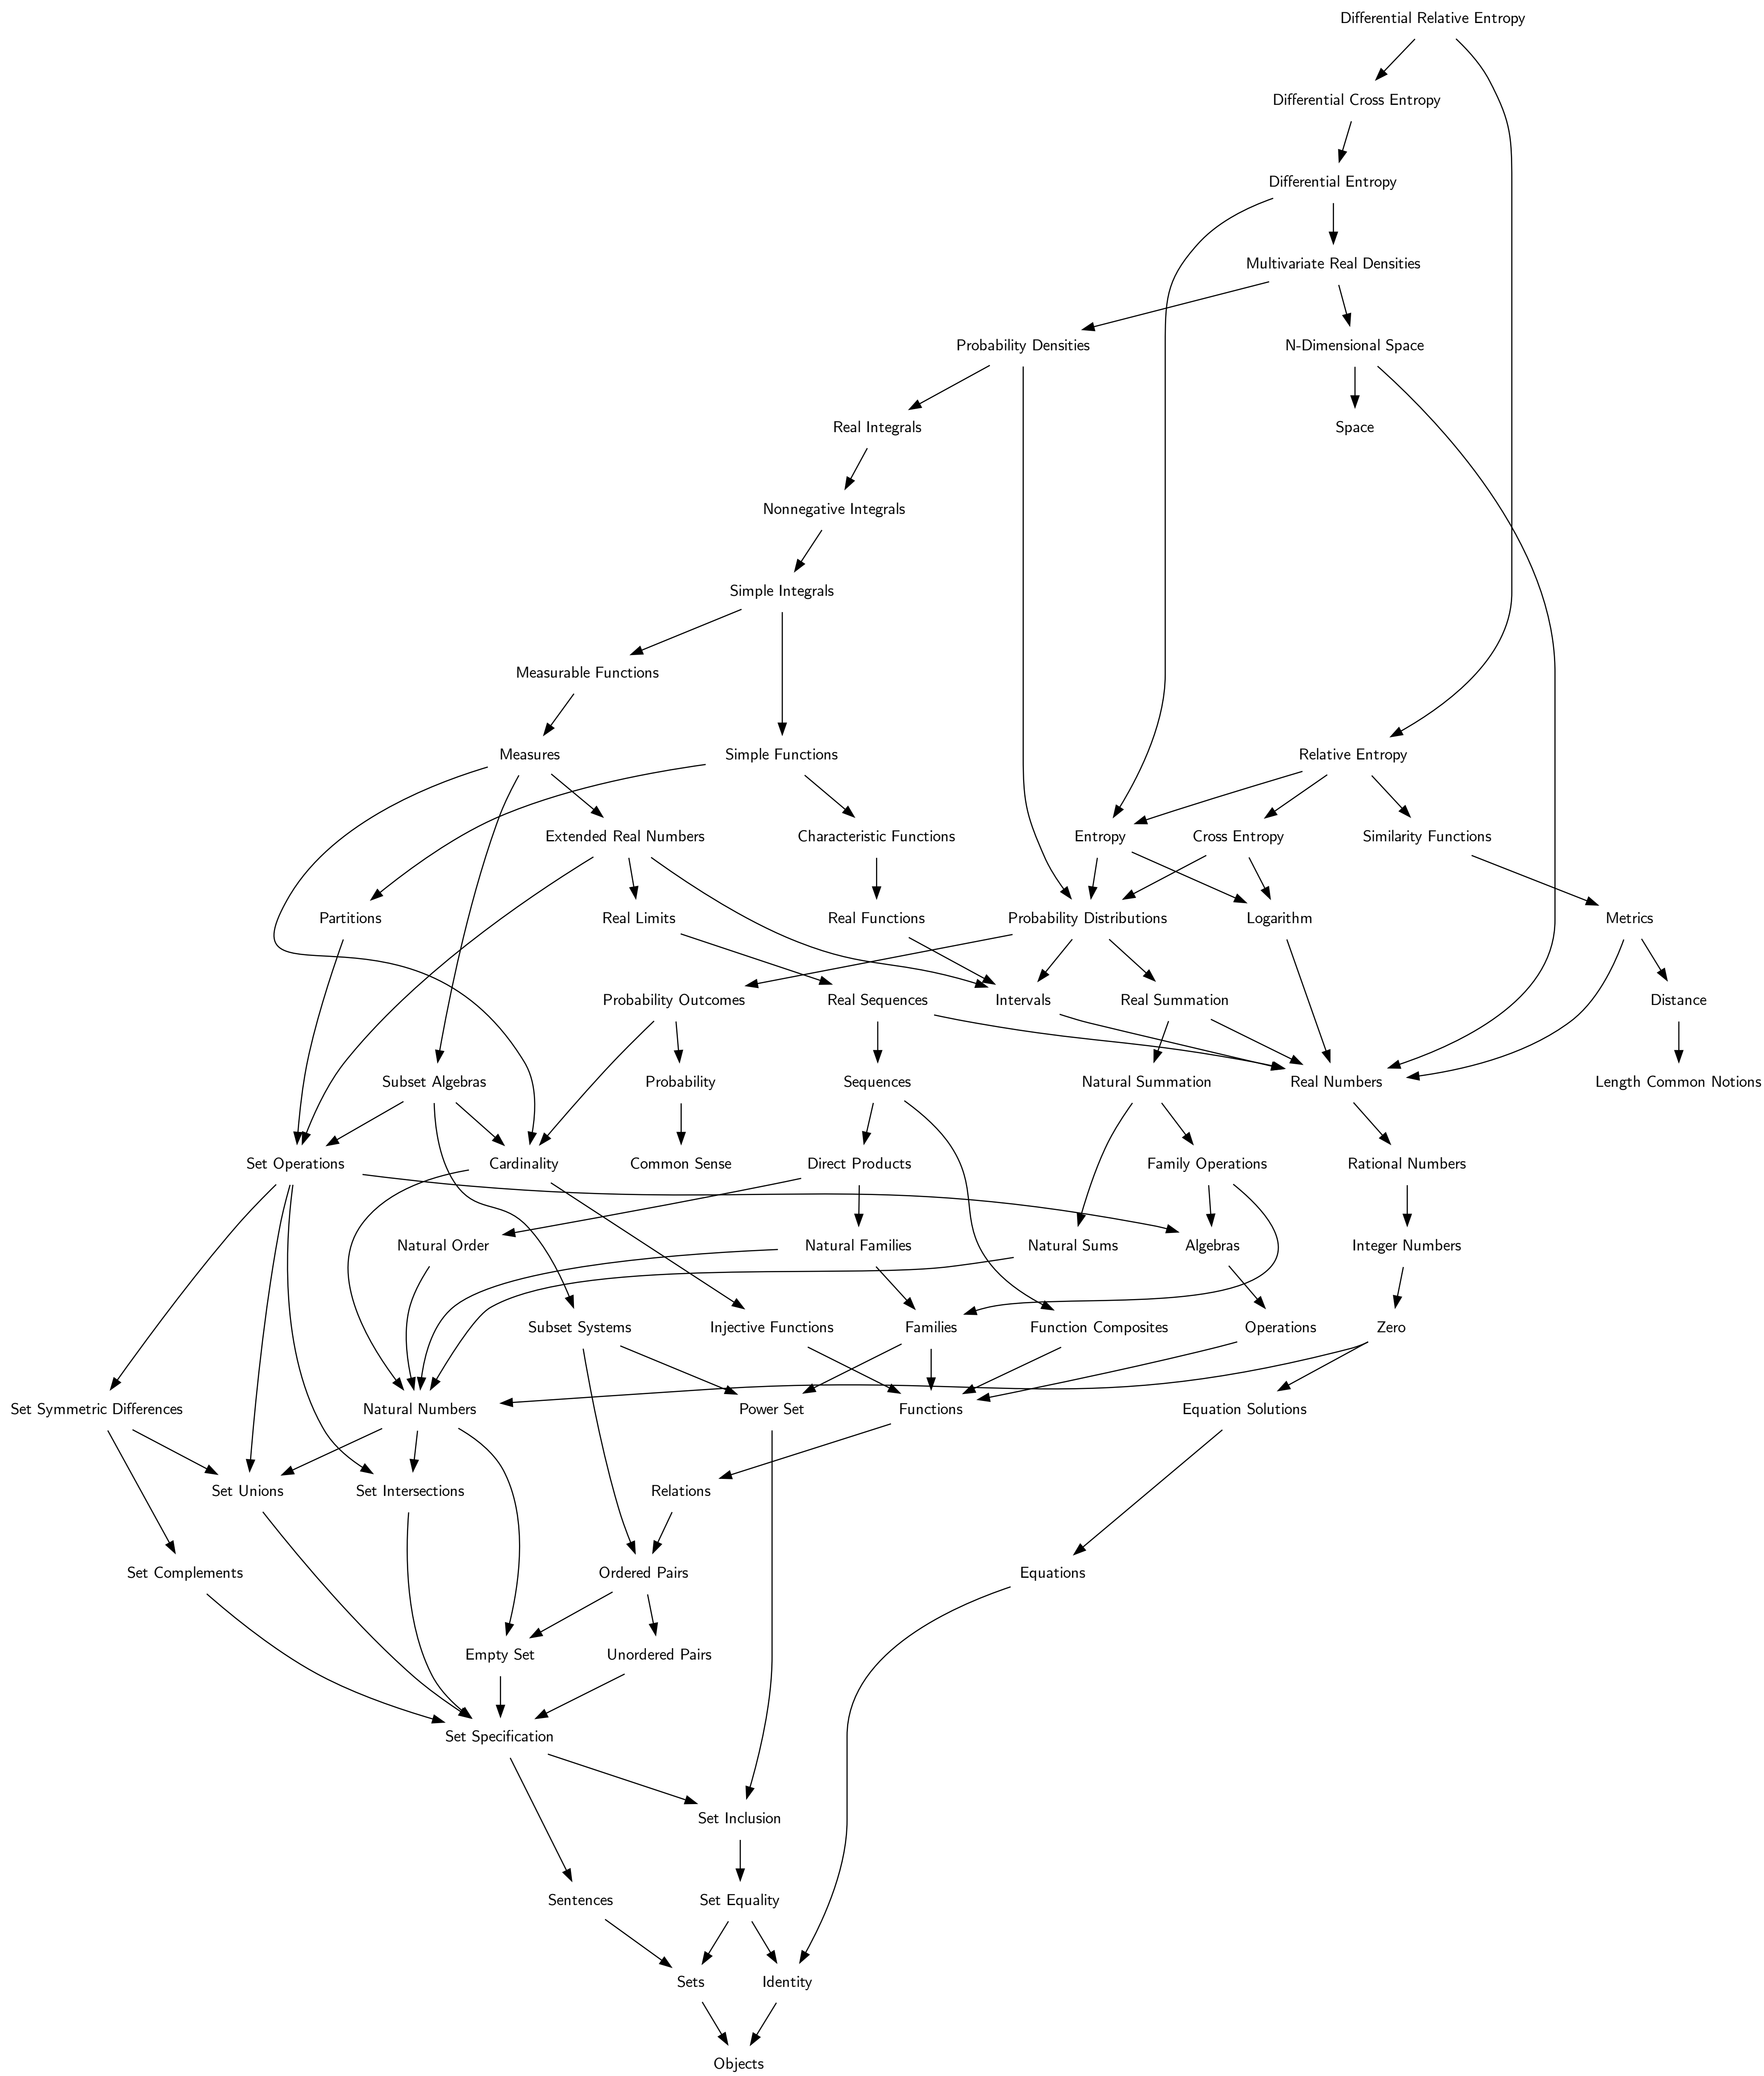 Differential Relative Entropy
Differential Cross Entropy
Differential Entropy
Multivariate Real Densities
Probability Densities
N-Dimensional Space
Real Integrals
Space
Nonnegative Integrals
Simple Integrals
Measurable Functions
Measures
Simple Functions
Relative Entropy
Extended Real Numbers
Characteristic Functions
Entropy
Cross Entropy
Similarity Functions
Partitions
Real Limits
Real Functions
Probability Distributions
Logarithm
Metrics
Probability Outcomes
Real Sequences
Intervals
Real Summation
Distance
Subset Algebras
Probability
Sequences
Natural Summation
Real Numbers
Length Common Notions
Set Operations
Cardinality
Common Sense
Direct Products
Family Operations
Rational Numbers
Natural Order
Natural Families
Natural Sums
Algebras
Integer Numbers
Subset Systems
Injective Functions
Families
Function Composites
Operations
Zero
Set Symmetric Differences
Natural Numbers
Power Set
Functions
Equation Solutions
Set Unions
Set Intersections
Relations
Set Complements
Ordered Pairs
Equations
Empty Set
Unordered Pairs
Set Specification
Set Inclusion
Sentences
Set Equality
Sets
Identity
Objects